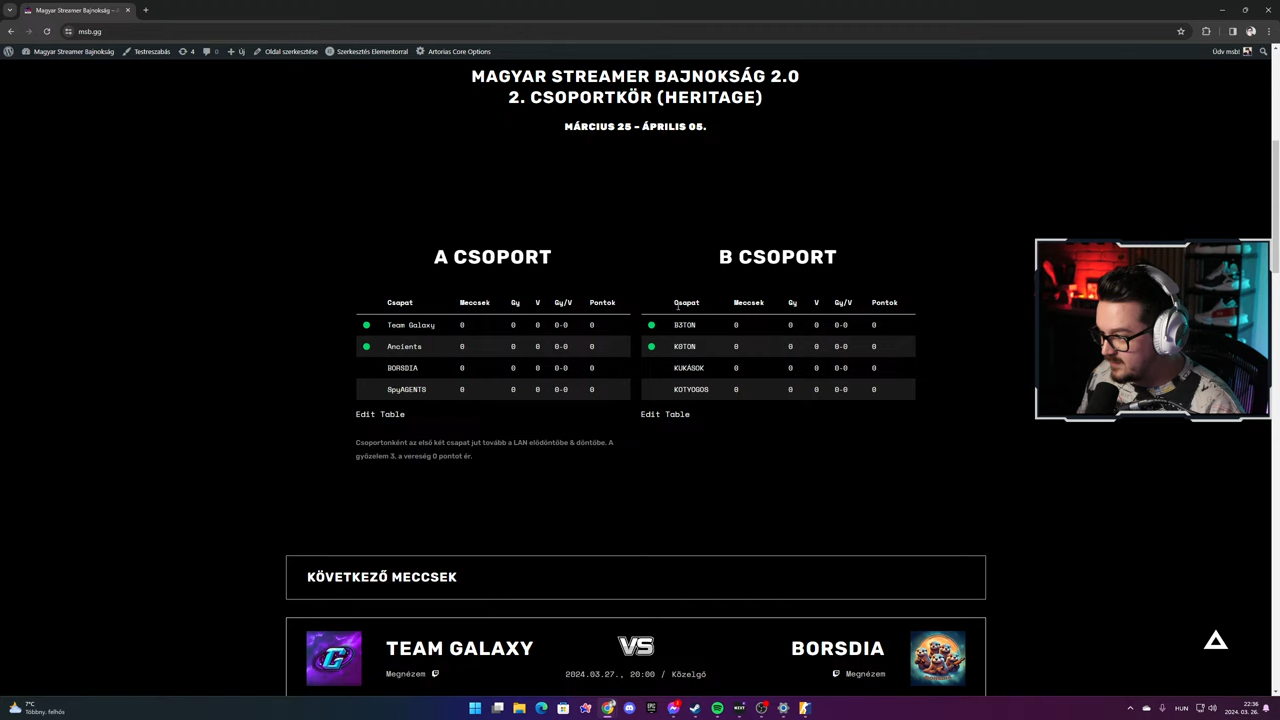 Magyar Streamer Bajnokság – A
msb.gg
Magyar Streamer Bajnokság
Testreszabás
4
0
Új
Oldal szerkesztése
Szerkesztés Elementorral
Artorias Core Options
Üdv msb!
MAGYAR STREAMER BAJNOKSÁG 2.0
2. CSOPORTKÖR (HERITAGE)
MÁRCIUS 25 – ÁPRILIS 05.
A CSOPORT
Csapat Meccsek Gy V Gy/V Pontok
Team Galaxy 0 0 0 0-0 0
Ancients 0 0 0 0-0 0
BORSDIA 0 0 0 0-0 0
SpyAGENTS 0 0 0 0-0 0
Edit Table
Csoportonként az első két csapat jut tovább a LAN elődöntőbe & döntőbe. A
győzelem 3, a vereség 0 pontot ér.
B CSOPORT
Csapat Meccsek Gy V Gy/V Pontok
B3TON 0 0 0 0-0 0
K0TON 0 0 0 0-0 0
KUKÁSOK 0 0 0 0-0 0
KOTYOGOS 0 0 0 0-0 0
Edit Table
KÖVETKEZŐ MECCSEK
TEAM GALAXY
Megnézem
VS
2024.03.27., 20:00 / Közelgő
BORSDIA
Megnézem
7°C
Többny. felhős
HUN
22:36
2024. 03. 26.